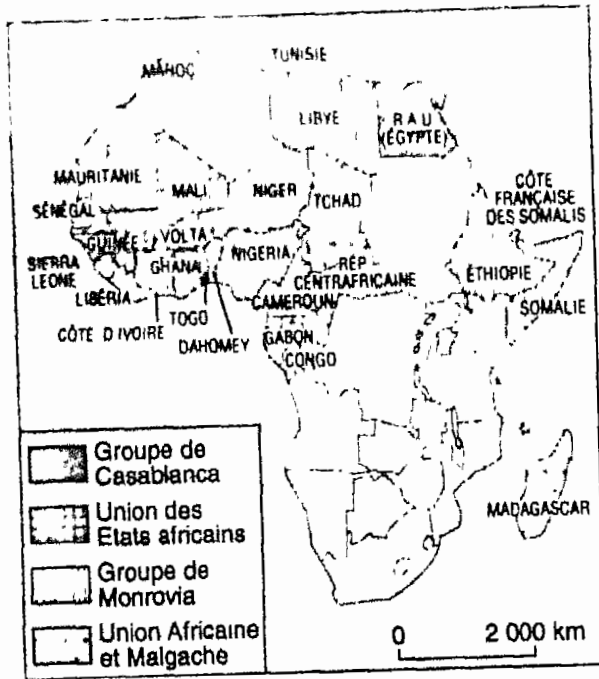 TUNISIE
MAROC
LIBYE
RAU
(ÉGYPTE)
MAURITANIE
MALI
NIGER
TCHAD
CÔTE
FRANÇAISE
DES SOMALIS
SÉNÉGAL
GUINÉE
VOLTA
NIGERIA
SIERRA
LEONE
GHANA
RÉP
CENTRAFRICAINE
ÉTHIOPIE
LIBÉRIA
CAMEROUN
SOMALIE
CÔTE D'IVOIRE
TOGO
DAHOMEY
GABON
CONGO
MADAGASCAR
Groupe de
Casablanca
Union des
Etats africains
Groupe de
Monrovia
Union Africaine
et Malgache
0 2 000 km